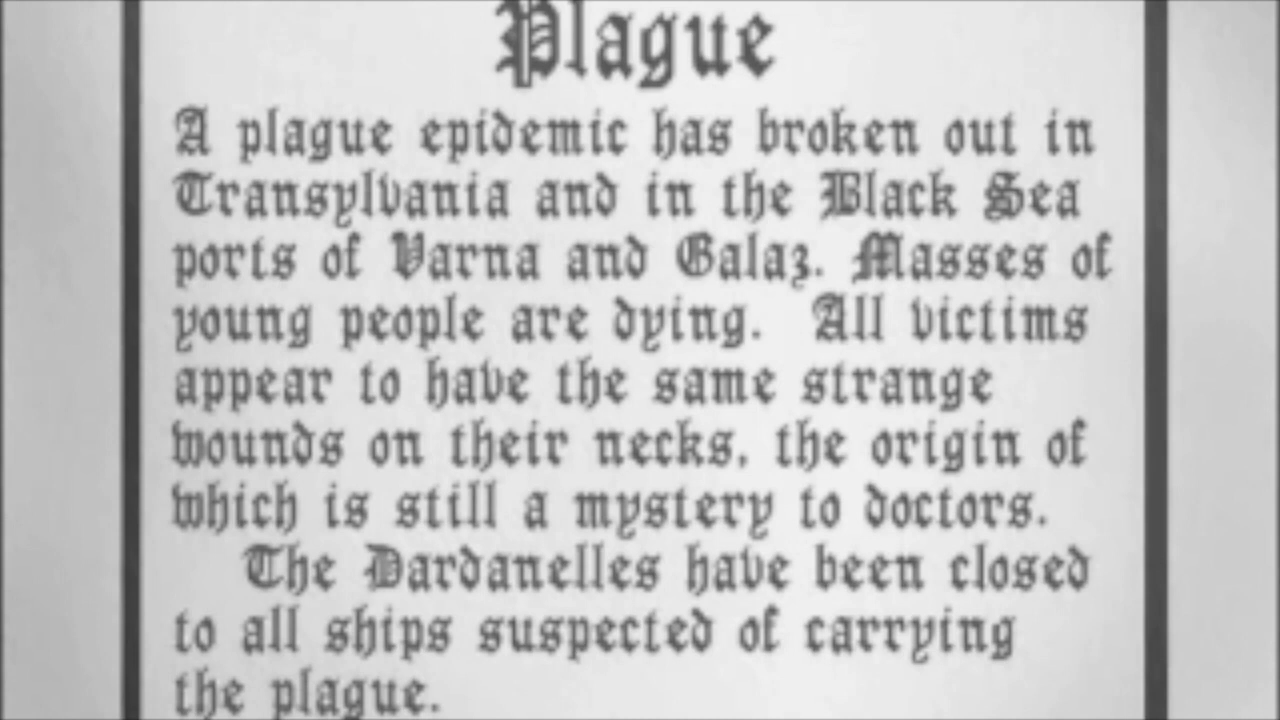 Plague
A plague epidemic has broken out in
Transylvania and in the Black Sea
ports of Varna and Galaz. Masses of
young people are dying. All victims
appear to have the same strange
wounds on their necks, the origin of
which is still a mystery to doctors.
The Dardanelles have been closed
to all ships suspected of carrying
the plague.